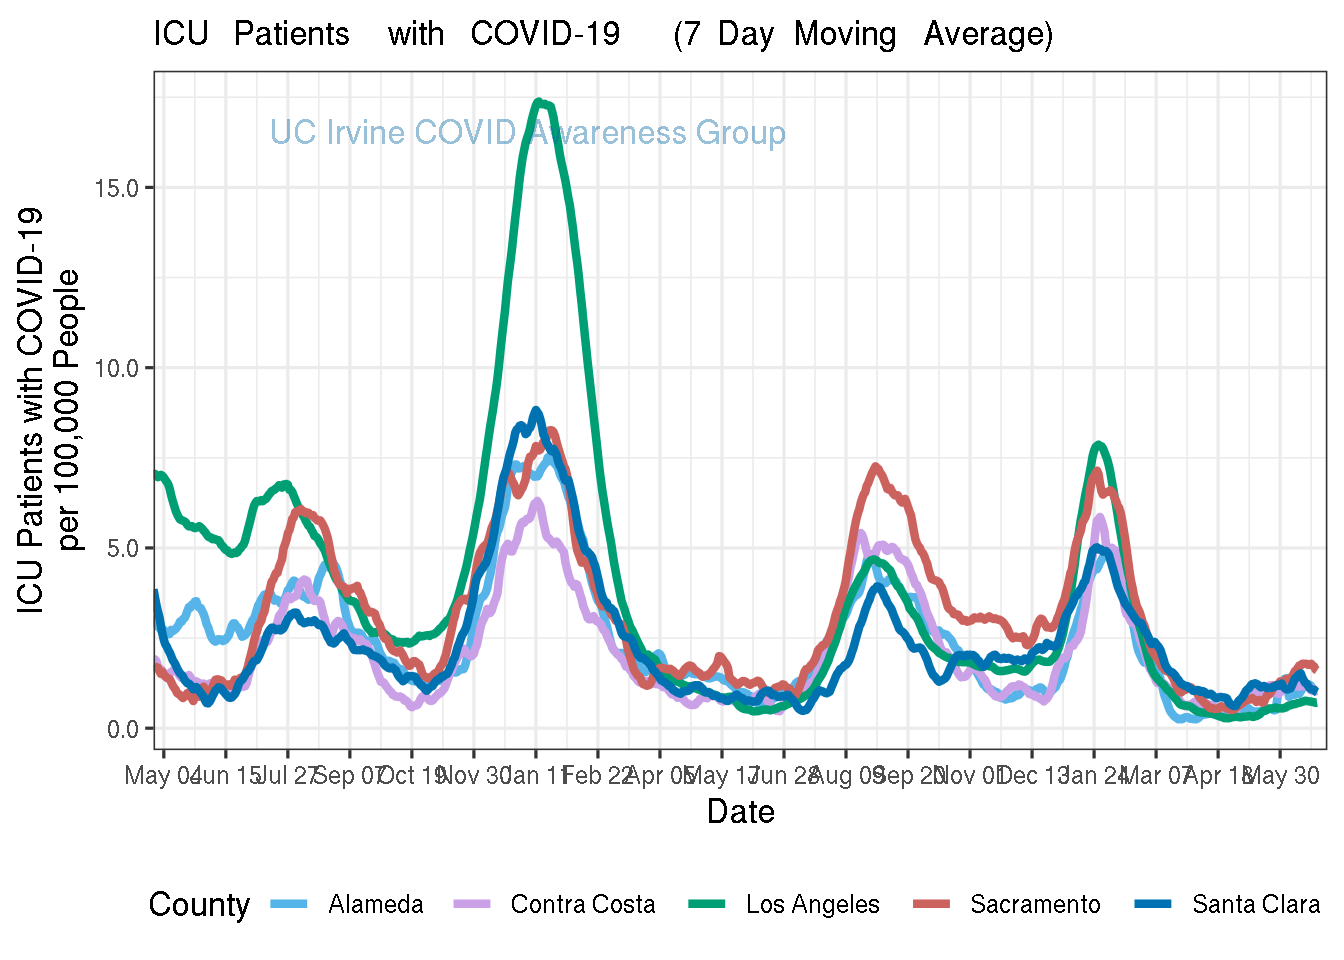 ICU Patients with COVID-19 (7 Day Moving Average)
UC Irvine COVID Awareness Group
ICU Patients with COVID-19
per 100,000 People
15.0
10.0
5.0
0.0
May 04 Jun 15 Jul 27 Sep 07 Oct 19 Nov 30 Jan 11 Feb 22 Apr 05 May 17 Jun 28 Aug 09 Sep 20 Nov 01 Dec 13 Jan 24 Mar 07 Apr 18 May 30
Date
County Alameda Contra Costa Los Angeles Sacramento Santa Clara